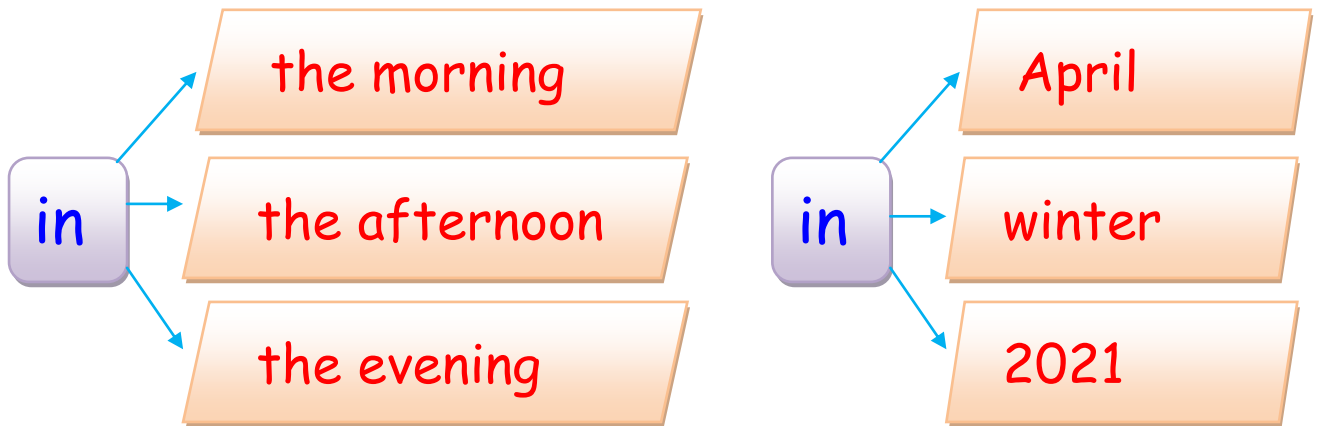 in
the morning
the afternoon
the evening
in
April
winter
2021